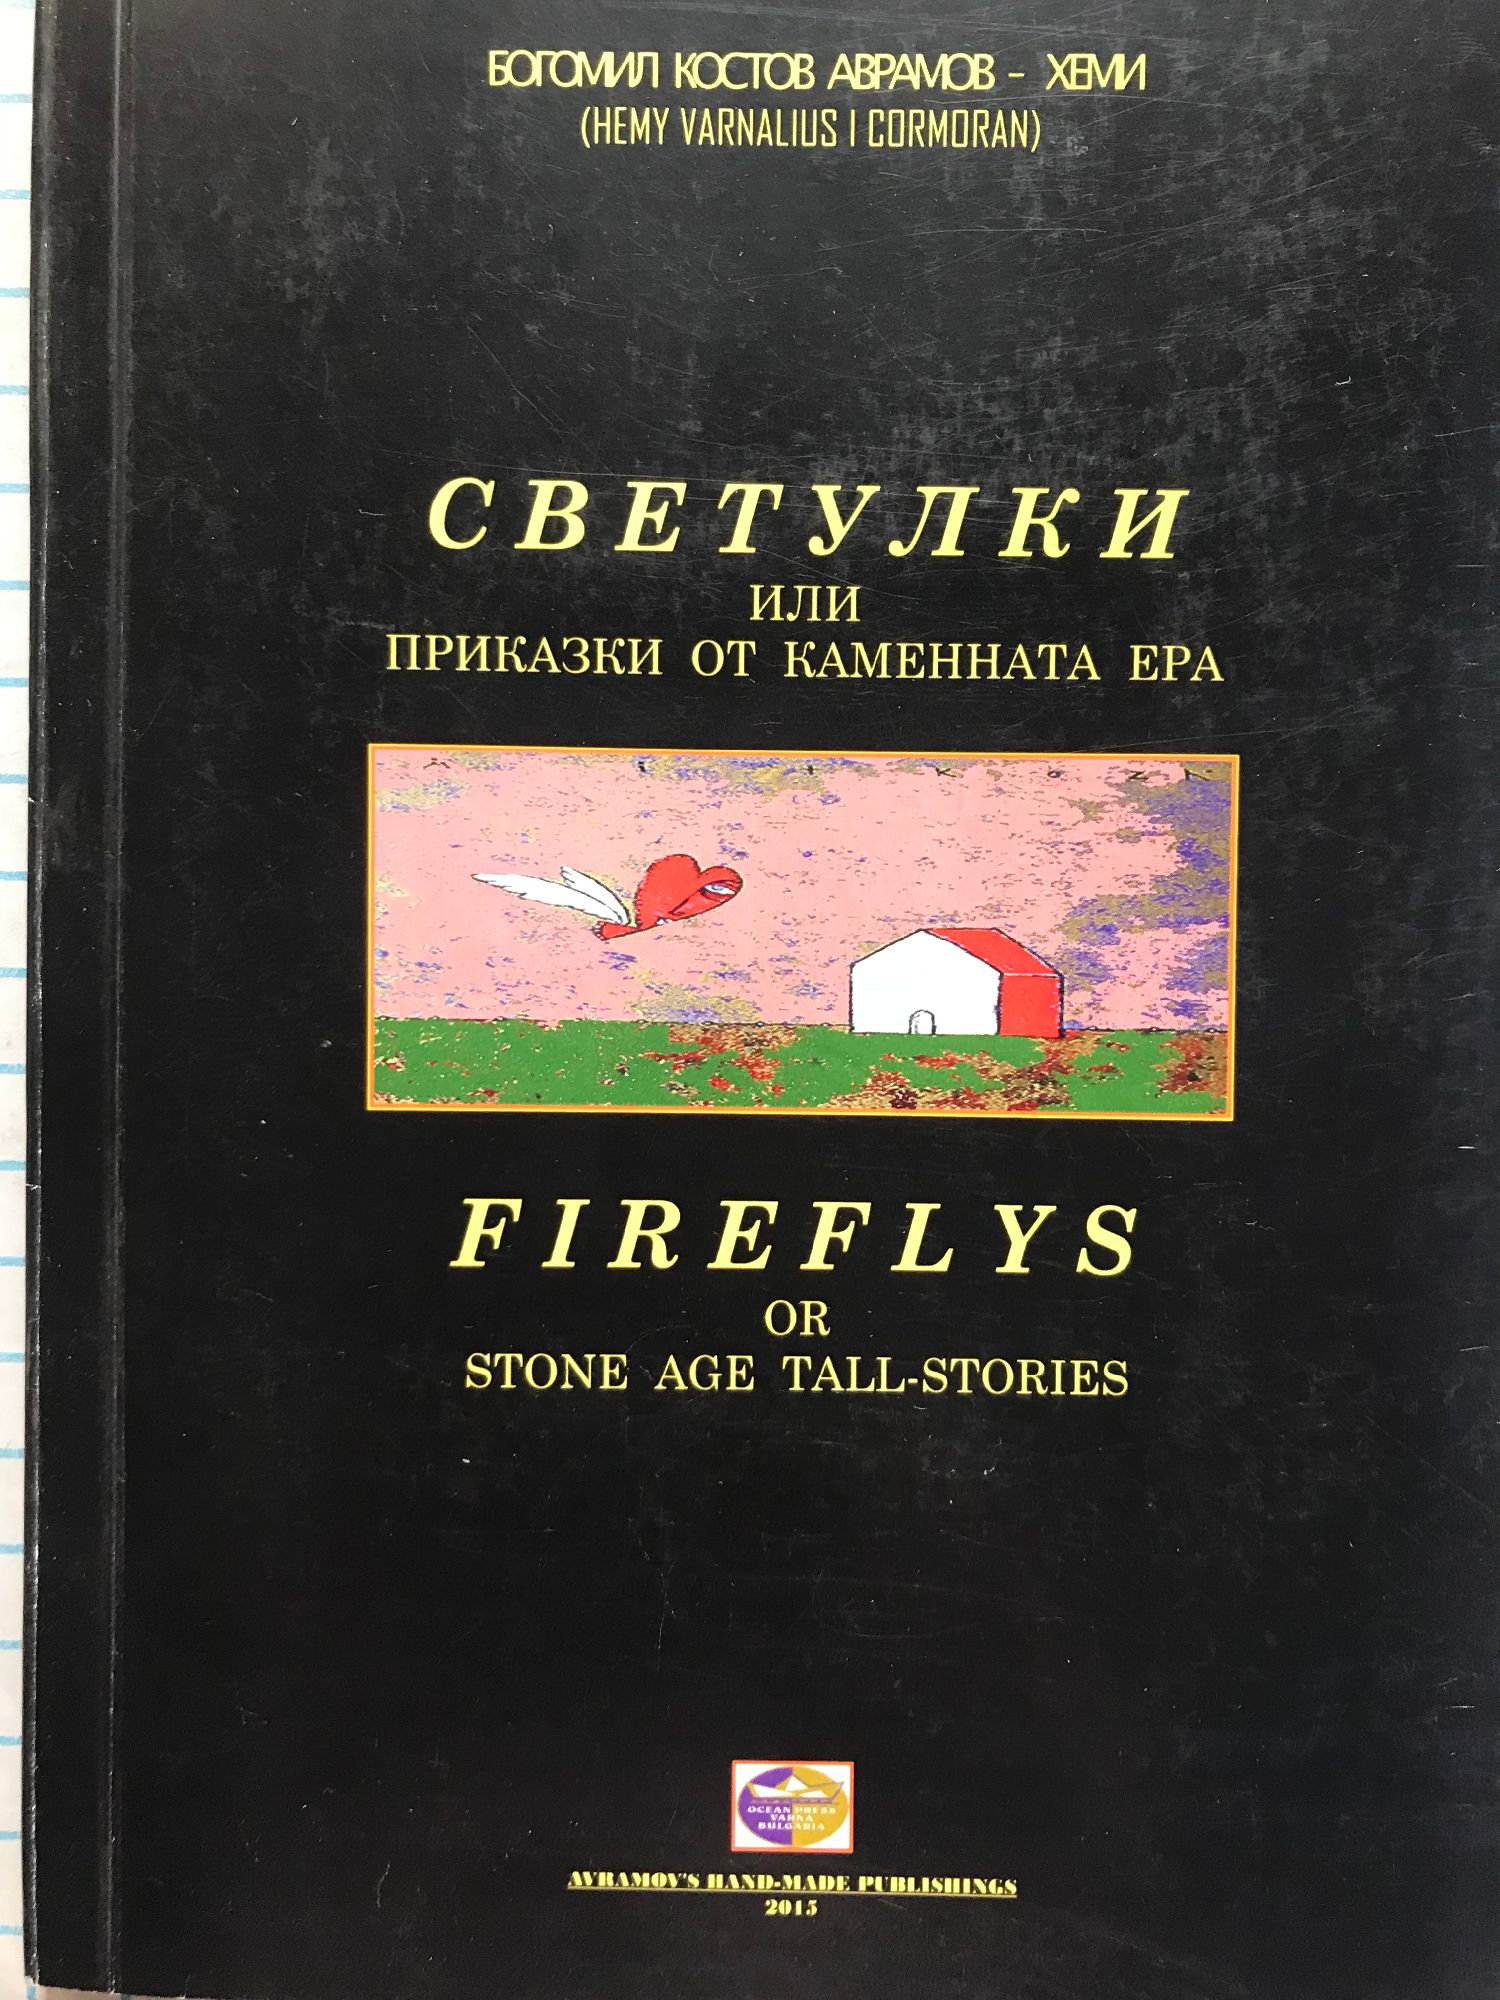 БОГОМИЛ КОСТОВ АВРАМОВ - ХЕМИ
(HEMY VARNALIUS I CORMORAN)
СВЕТУЛКИ
ИЛИ
ПРИКАЗКИ ОТ КАМЕННАТА ЕРА
FIREFLYS
OR
STONE AGE TALL-STORIES
OCEAN PRESS
VARNA
BULGARIA
AVRAMOV'S HAND-MADE PUBLISHINGS
2015